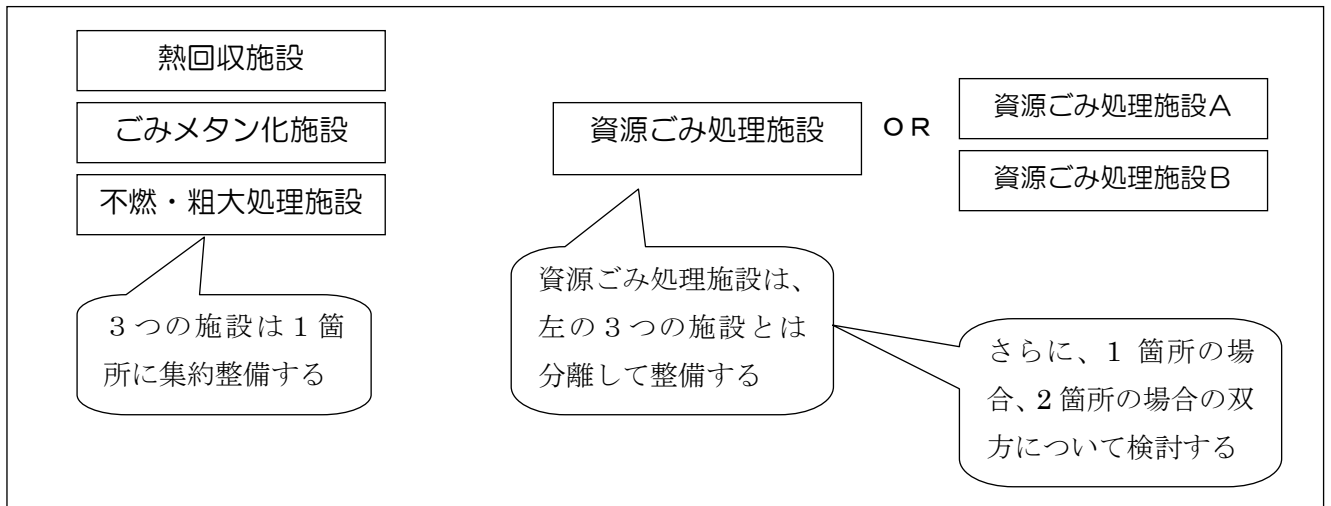 熱回収施設
ごみメタン化施設
不燃・粗大処理施設
3つの施設は1箇
所に集約整備する
資源ごみ処理施設
OR
資源ごみ処理施設A
資源ごみ処理施設B
資源ごみ処理施設は、
左の3つの施設とは
分離して整備する
さらに、1 箇所の場
合、2箇所の場合の双
方について検討する